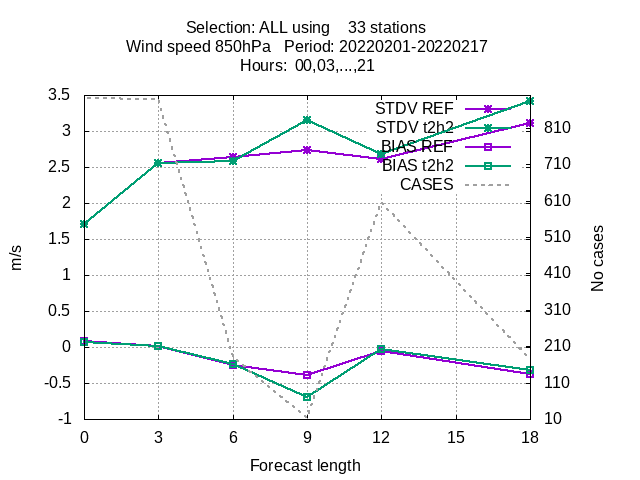 Selection: ALL using 33 stations
Wind speed 850hPa Period: 20220201-20220217
Hours: 00,03,...,21
STDV REF
STDV t2h2
BIAS REF
BIAS t2h2
CASES
3.5
3
2.5
2
1.5
1
0.5
0
-0.5
-1
m/s
810
710
610
510
410
310
210
110
10
No cases
0 3 6 9 12 15 18
Forecast length